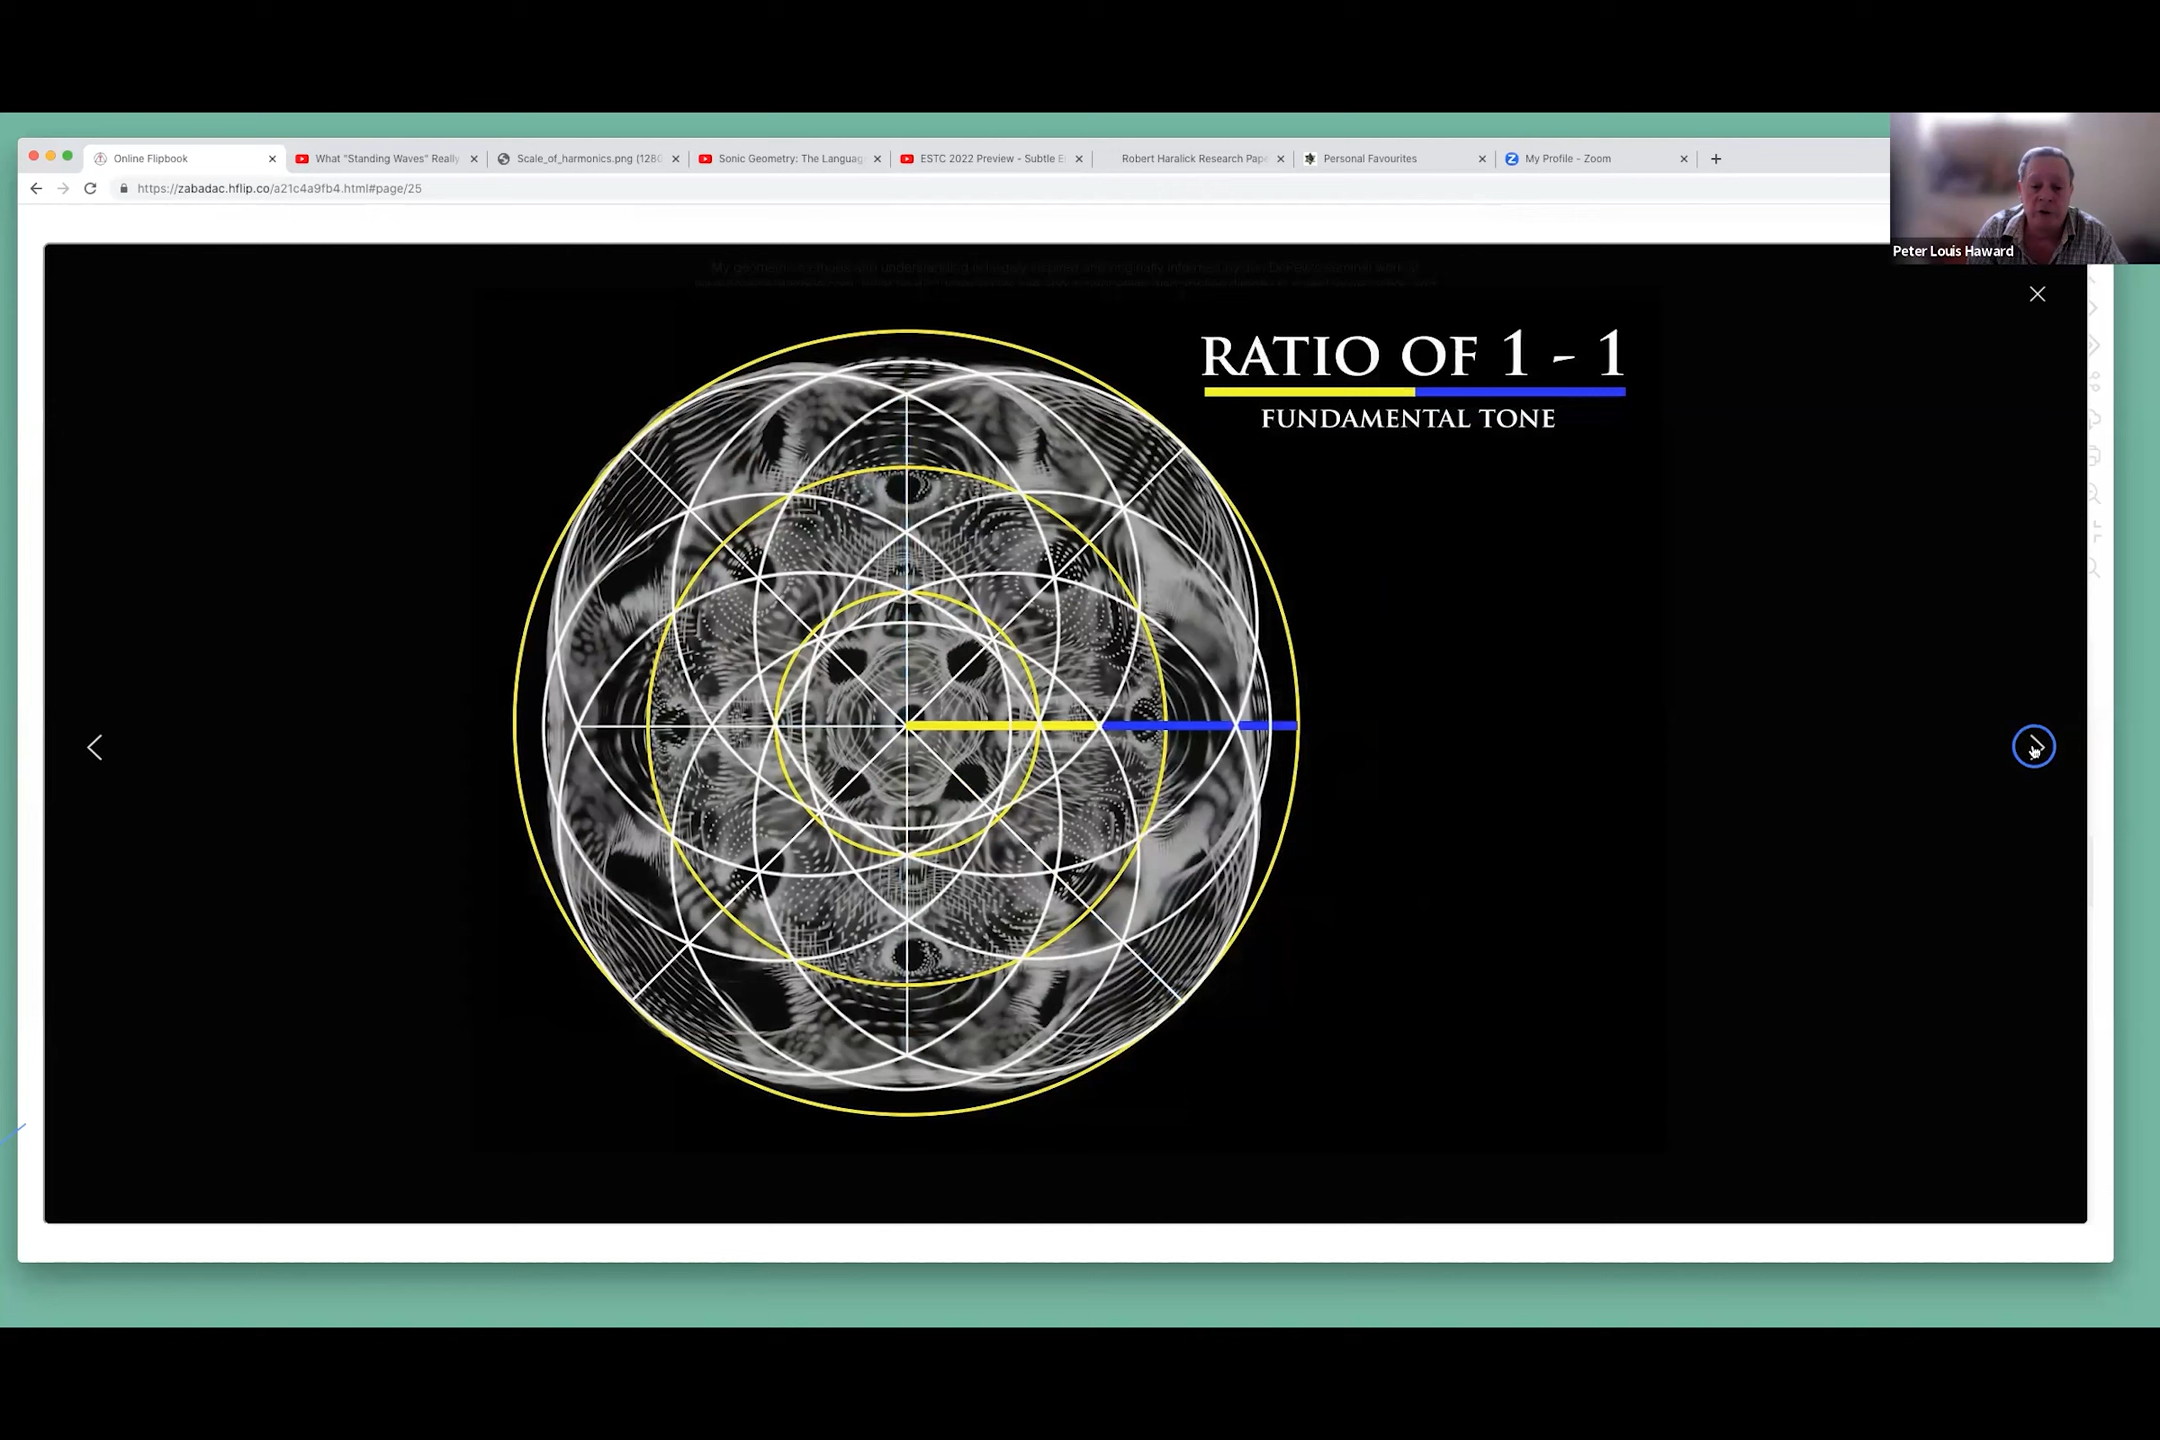 Online Flipbook
What "Standing Waves" Really
Scale_of_harmonics.png (1280
Sonic Geometry: The Languag
ESTC 2022 Preview - Subtle E
Robert Haralick Research Pape
Personal Favourites
My Profile - Zoom
https://zabadac.hflip.co/a21c4a9fb4.html#page/25
Peter Louis Haward
RATIO OF 1 - 1
FUNDAMENTAL TONE